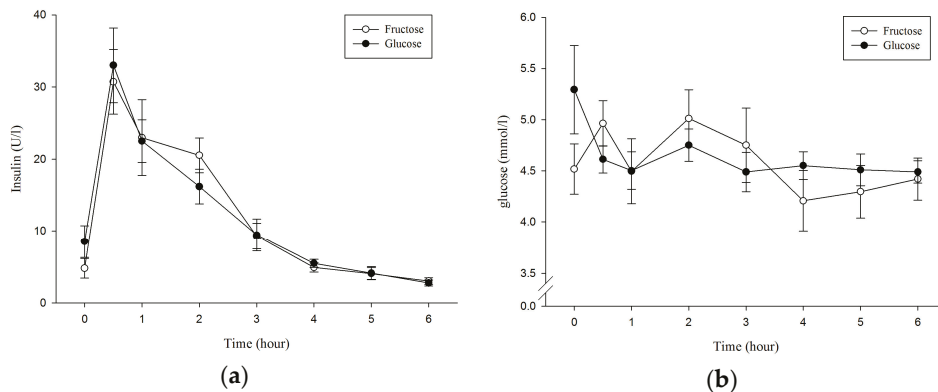 40
30
20
10
0
Insulin (U/l)
Fructose
Glucose
0 1 2 3 4 5 6
Time (hour)
(a)
6.0
5.5
5.0
4.5
4.0
3.5
0.0
glucose (mmol/l)
Fructose
Glucose
0 1 2 3 4 5 6
Time (hour)
(b)